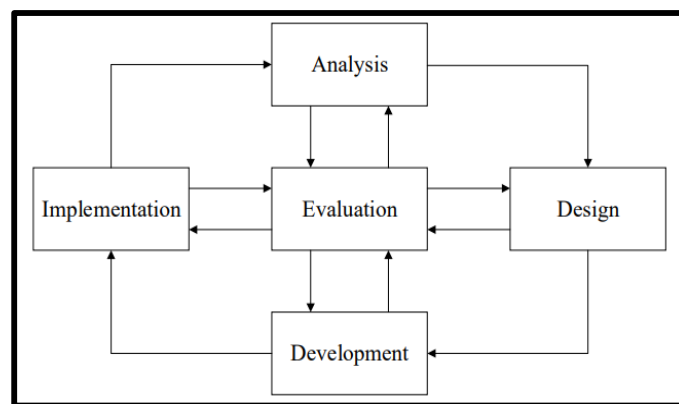 Analysis
Implementation
Evaluation
Design
Development